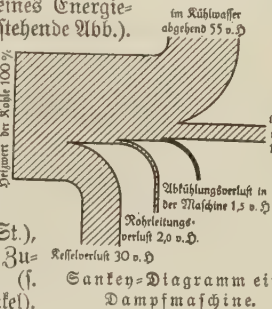 eines Energie=
stehende Abb.).
im Kühlwasser
abgehend 55 v. H
Heizwert der Kohle 100 %
Abkühlungsverlust in
der Maschine 1,5 v. H
Rohrleitungs-
verlust 2,0 v. H.
Kesselverlust 30 v. H
St.),
Zu=
(s.
kel).
Sankey=Diagramm ei
Dampfmaschine.